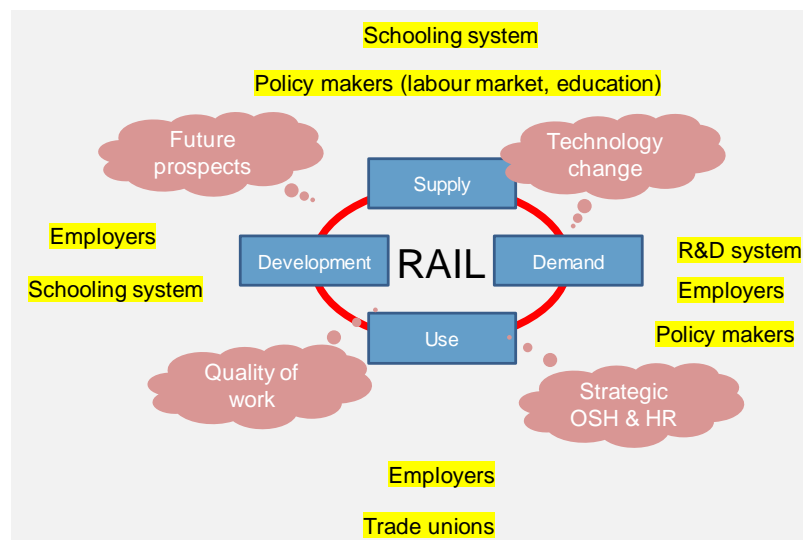 Schooling system
Policy makers (labour market, education)
Future
prospects
Technology
change
Supply
Employers
Schooling system
Development
RAIL
Demand
R&D system
Employers
Policy makers
Use
Quality of
work
Strategic
OSH & HR
Employers
Trade unions